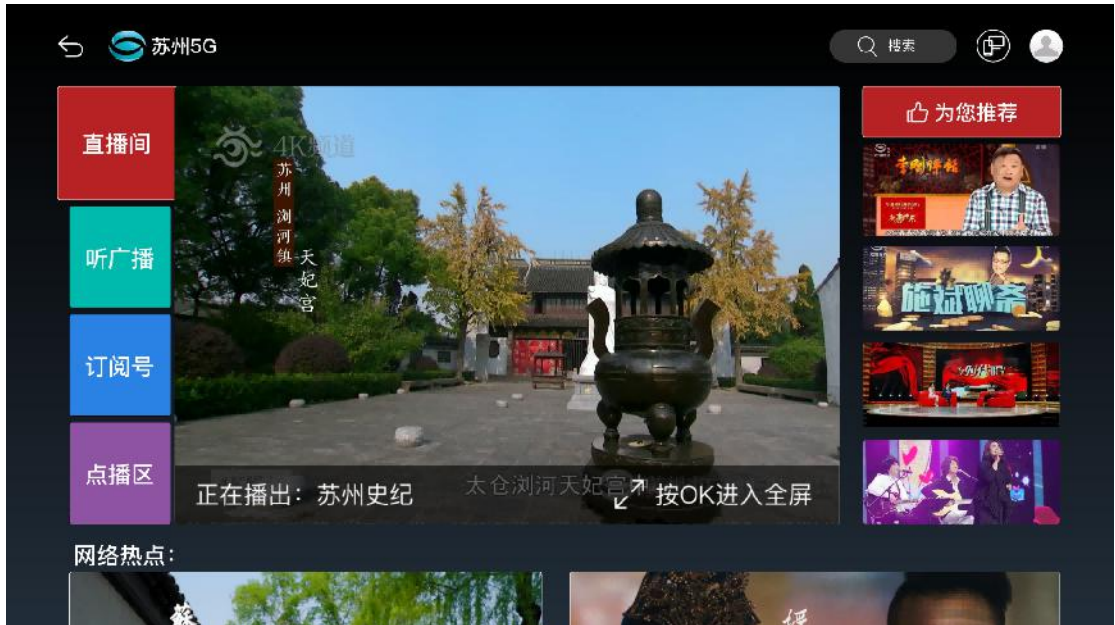 苏州5G
搜索
直播间
听广播
订阅号
点播区
4K频道
苏州 浏河镇
天妃宫
太仓浏河天妃宫
正在播出：苏州史纪
按OK进入全屏
为您推荐
施斌聊斋
网络热点：
蘇